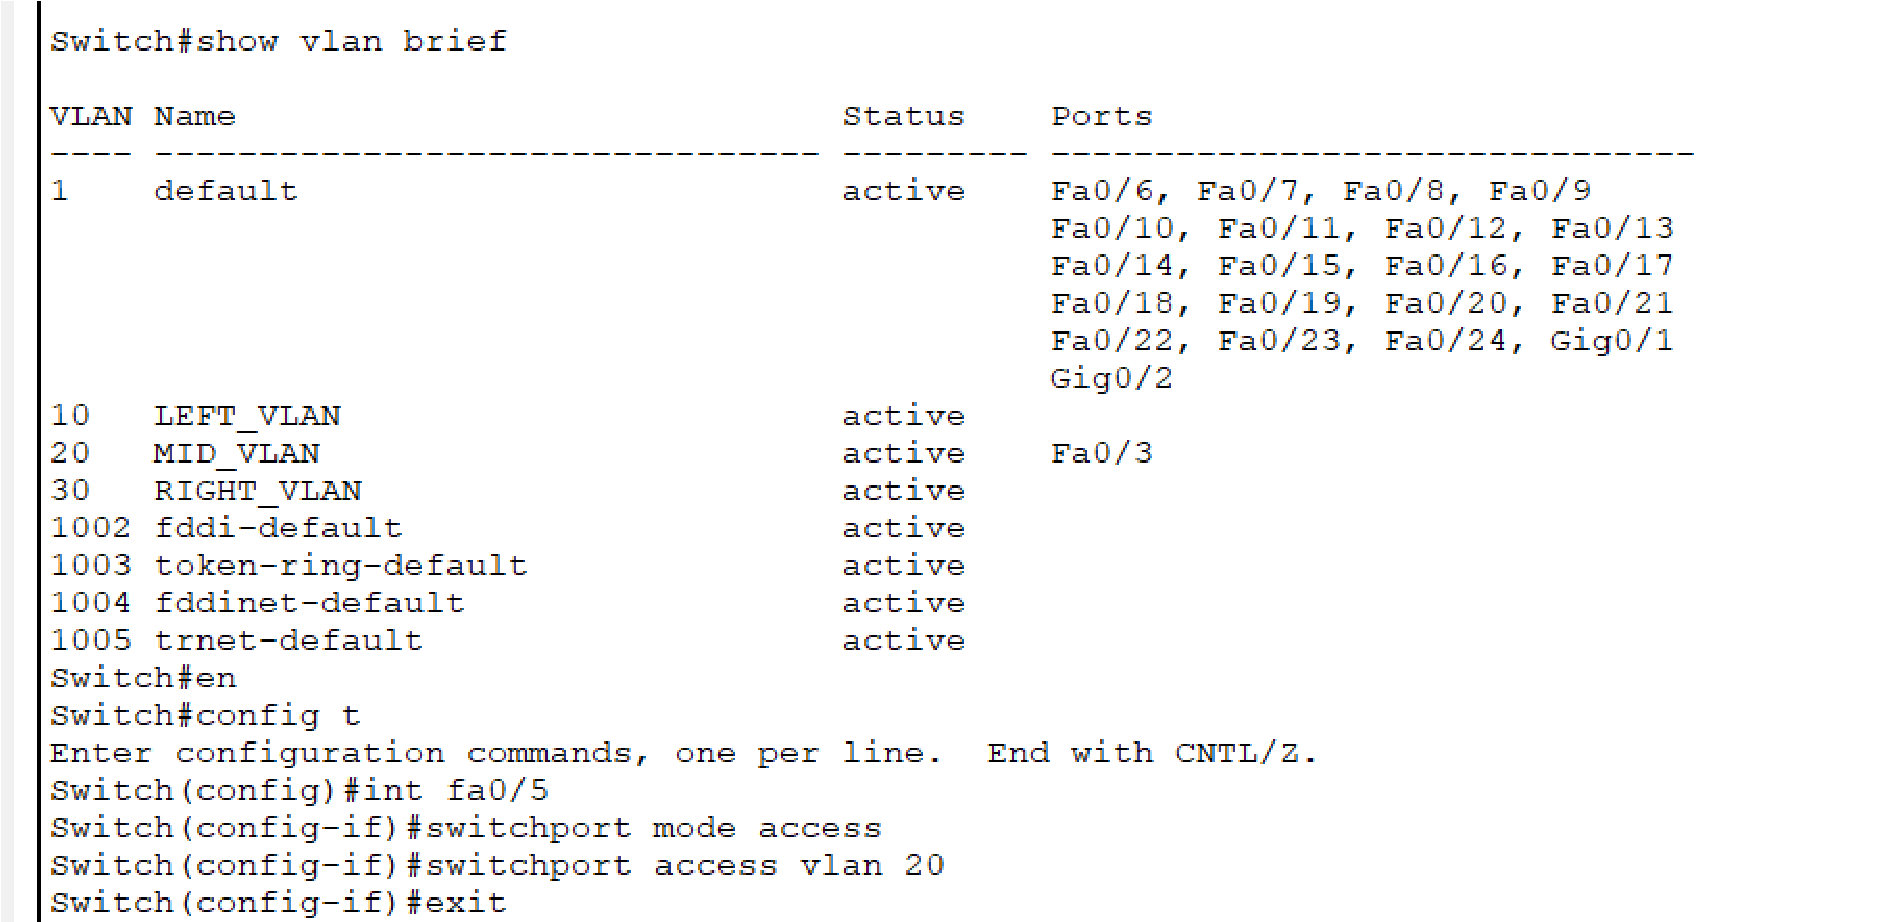 Switch#show vlan brief

VLAN Name                             Status    Ports
---- -------------------------------- --------- -------------------------------
1    default                          active    Fa0/6, Fa0/7, Fa0/8, Fa0/9
                                                Fa0/10, Fa0/11, Fa0/12, Fa0/13
                                                Fa0/14, Fa0/15, Fa0/16, Fa0/17
                                                Fa0/18, Fa0/19, Fa0/20, Fa0/21
                                                Fa0/22, Fa0/23, Fa0/24, Gig0/1
                                                Gig0/2
10   LEFT_VLAN                        active
20   MID_VLAN                         active    Fa0/3
30   RIGHT_VLAN                       active
1002 fddi-default                     active
1003 token-ring-default               active
1004 fddinet-default                  active
1005 trnet-default                    active
Switch#en
Switch#config t
Enter configuration commands, one per line.  End with CNTL/Z.
Switch(config)#int fa0/5
Switch(config-if)#switchport mode access
Switch(config-if)#switchport access vlan 20
Switch(config-if)#exit